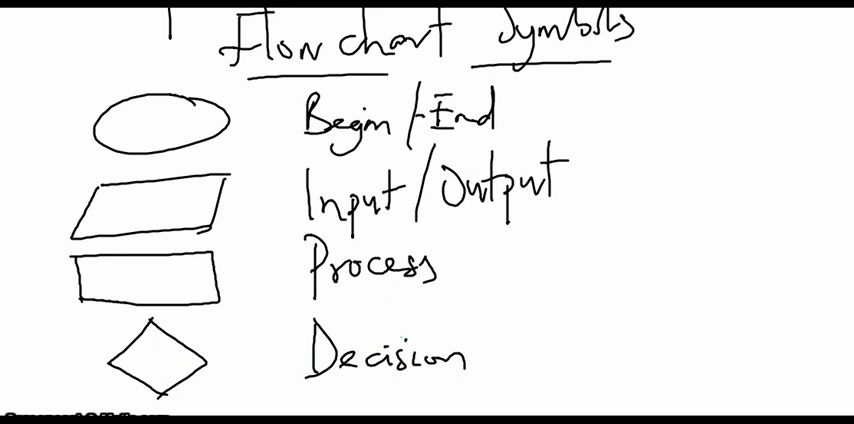 Flow chart Symbols
Begin/End
Input/Output
Process
Decision